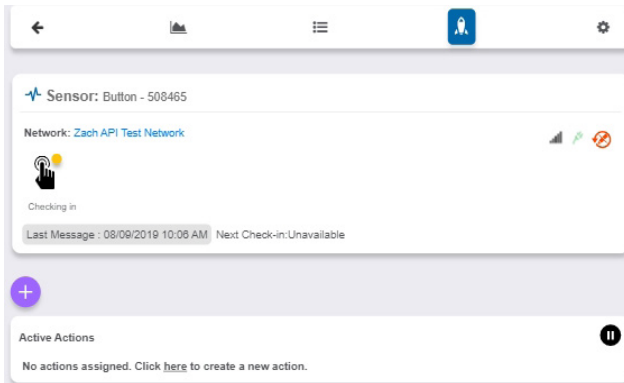 Sensor: Button - 508465
Network: Zach API Test Network
Checking in
Last Message : 08/09/2019 10:06 AM Next Check-in:Unavailable
Active Actions
No actions assigned. Click here to create a new action.